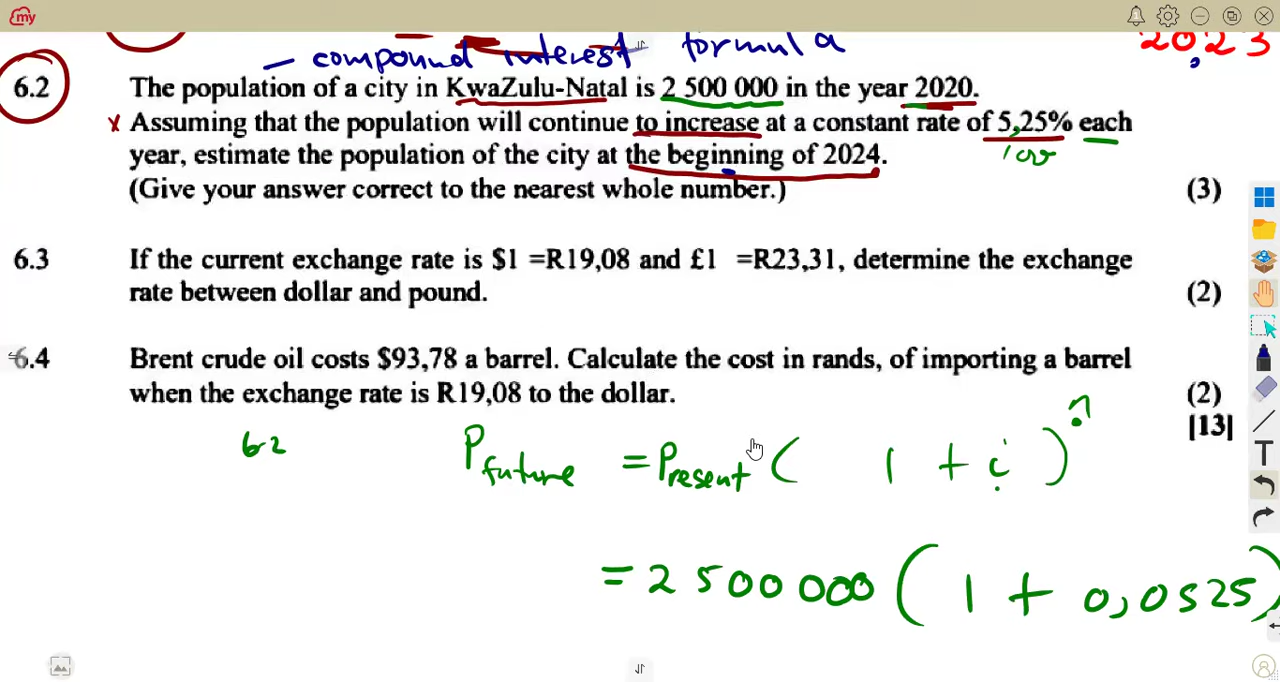 my
– compound interest formula
2023
6.2 The population of a city in KwaZulu-Natal is 2 500 000 in the year 2020.
x Assuming that the population will continue to increase at a constant rate of 5,25% each
year, estimate the population of the city at the beginning of 2024.
100
(Give your answer correct to the nearest whole number.) (3)
6.3 If the current exchange rate is $1 =R19,08 and £1 =R23,31, determine the exchange
rate between dollar and pound. (2)
6.4 Brent crude oil costs $93,78 a barrel. Calculate the cost in rands, of importing a barrel
when the exchange rate is R19,08 to the dollar. (2)
[13]
6.2 Pfuture = Present ( 1 + i )^n
= 2 500 000 ( 1 + 0,0525)
T